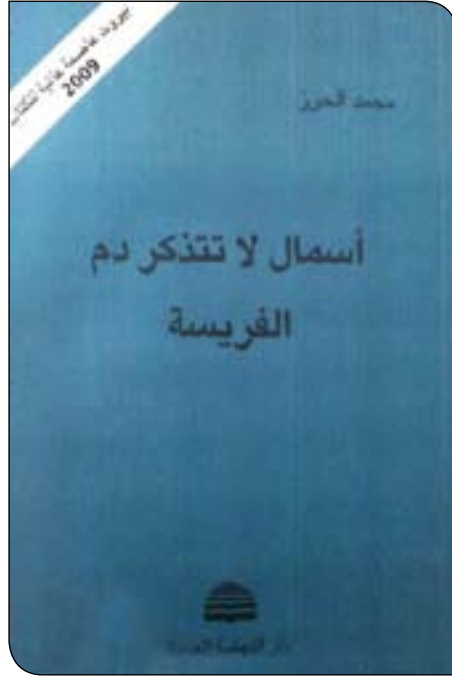 بيروت عاصمة عالمية للكتاب
2009
محمد الحرز
أسمال لا تتذكر دم
الفريسة
دار النهضة العربية